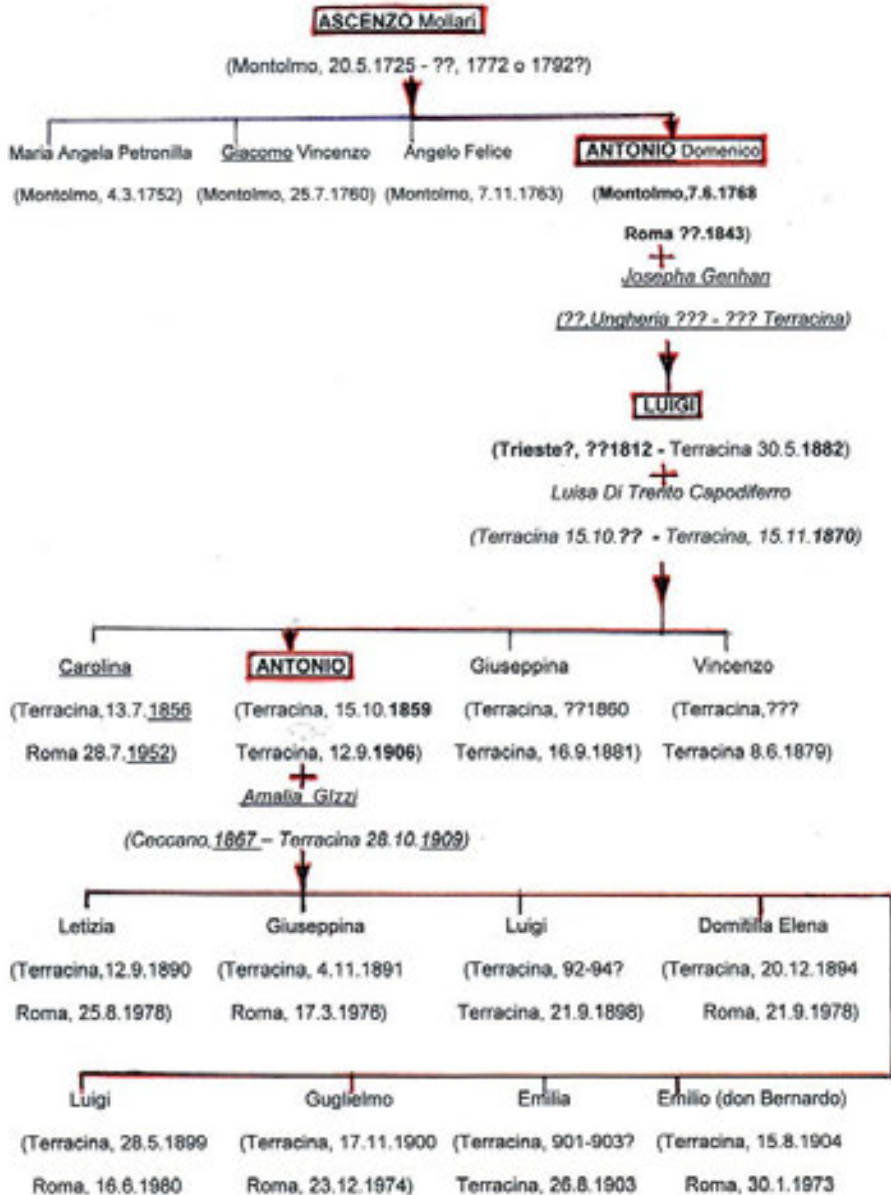 ASCENZO Mollari
(Montolmo, 20.5.1725 - ??, 1772 o 1792?)
Maria Angela Petronilla Giacomo Vincenzo Angelo Felice ANTONIO Domenico
(Montolmo, 4.3.1752) (Montolmo, 25.7.1760) (Montolmo, 7.11.1763) (Montolmo,7.6.1768
Roma ??.1843)
+
Josepha Genhan
(??,Ungheria ??? - ??? Terracina)
LUIGI
(Trieste?, ??1812 - Terracina 30.5.1882)
+
Luisa Di Trento Capodiferro
(Terracina 15.10.?? - Terracina, 15.11.1870)
Carolina ANTONIO Giuseppina Vincenzo
(Terracina,13.7.1856 (Terracina, 15.10.1859 (Terracina, ??1860 (Terracina,???
Roma 28.7.1952) Terracina, 12.9.1906) Terracina, 16.9.1881) Terracina 8.6.1879)
+
Amalia GIzzi
(Ceccano,1867 – Terracina 28.10.1909)
Letizia Giuseppina Luigi Domitilla Elena
(Terracina,12.9.1890 (Terracina, 4.11.1891 (Terracina, 92-94? (Terracina, 20.12.1894
Roma, 25.8.1978) Roma, 17.3.1976) Terracina, 21.9.1898) Roma, 21.9.1978)
Luigi Guglielmo Emilia Emilio (don Bernardo)
(Terracina, 28.5.1899 (Terracina, 17.11.1900 (Terracina, 901-903? (Terracina, 15.8.1904
Roma, 16.6.1980 Roma, 23.12.1974) Terracina, 26.8.1903 Roma, 30.1.1973